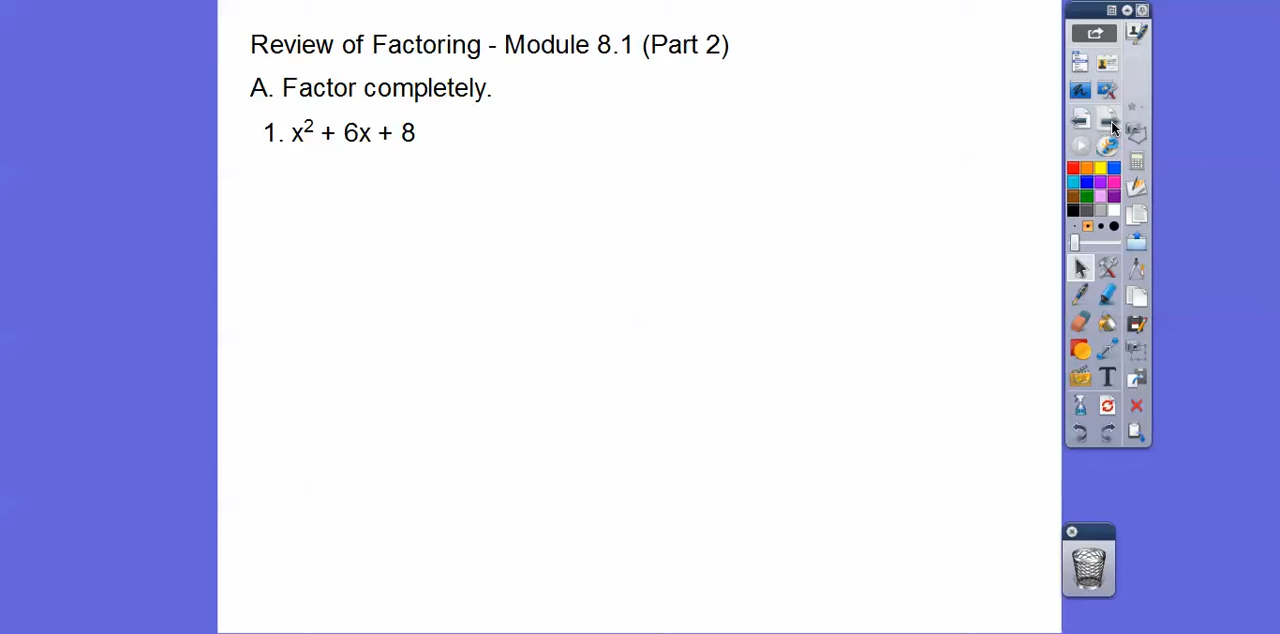 Review of Factoring - Module 8.1 (Part 2)
A. Factor completely.
1. x² + 6x + 8
T